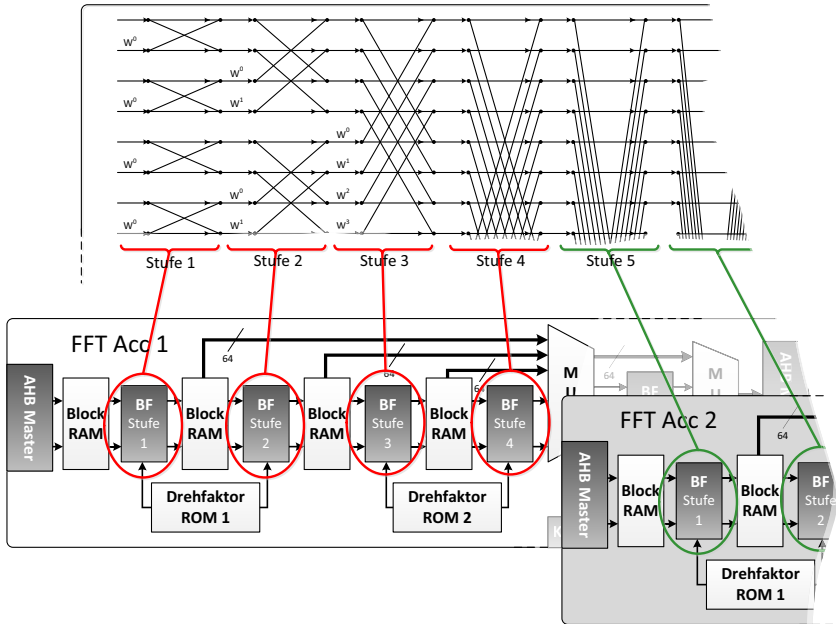 W⁰
W⁰
W⁰
W¹
W⁰
W⁰
W¹
W⁰
W²
W⁰
W¹
W³
Stufe 1
Stufe 2
Stufe 3
Stufe 4
Stufe 5
FFT Acc 1
64
64
64
64
AHB Master
Block
RAM
BF
Stufe
1
Block
RAM
BF
Stufe
2
Block
RAM
BF
Stufe
3
Block
RAM
BF
Stufe
4
M
U
BF
M
U
Drehfaktor
ROM 1
Drehfaktor
ROM 2
K
FFT Acc 2
64
AHB Master
Block
RAM
BF
Stufe
1
Block
RAM
BF
Stufe
2
Drehfaktor
ROM 1